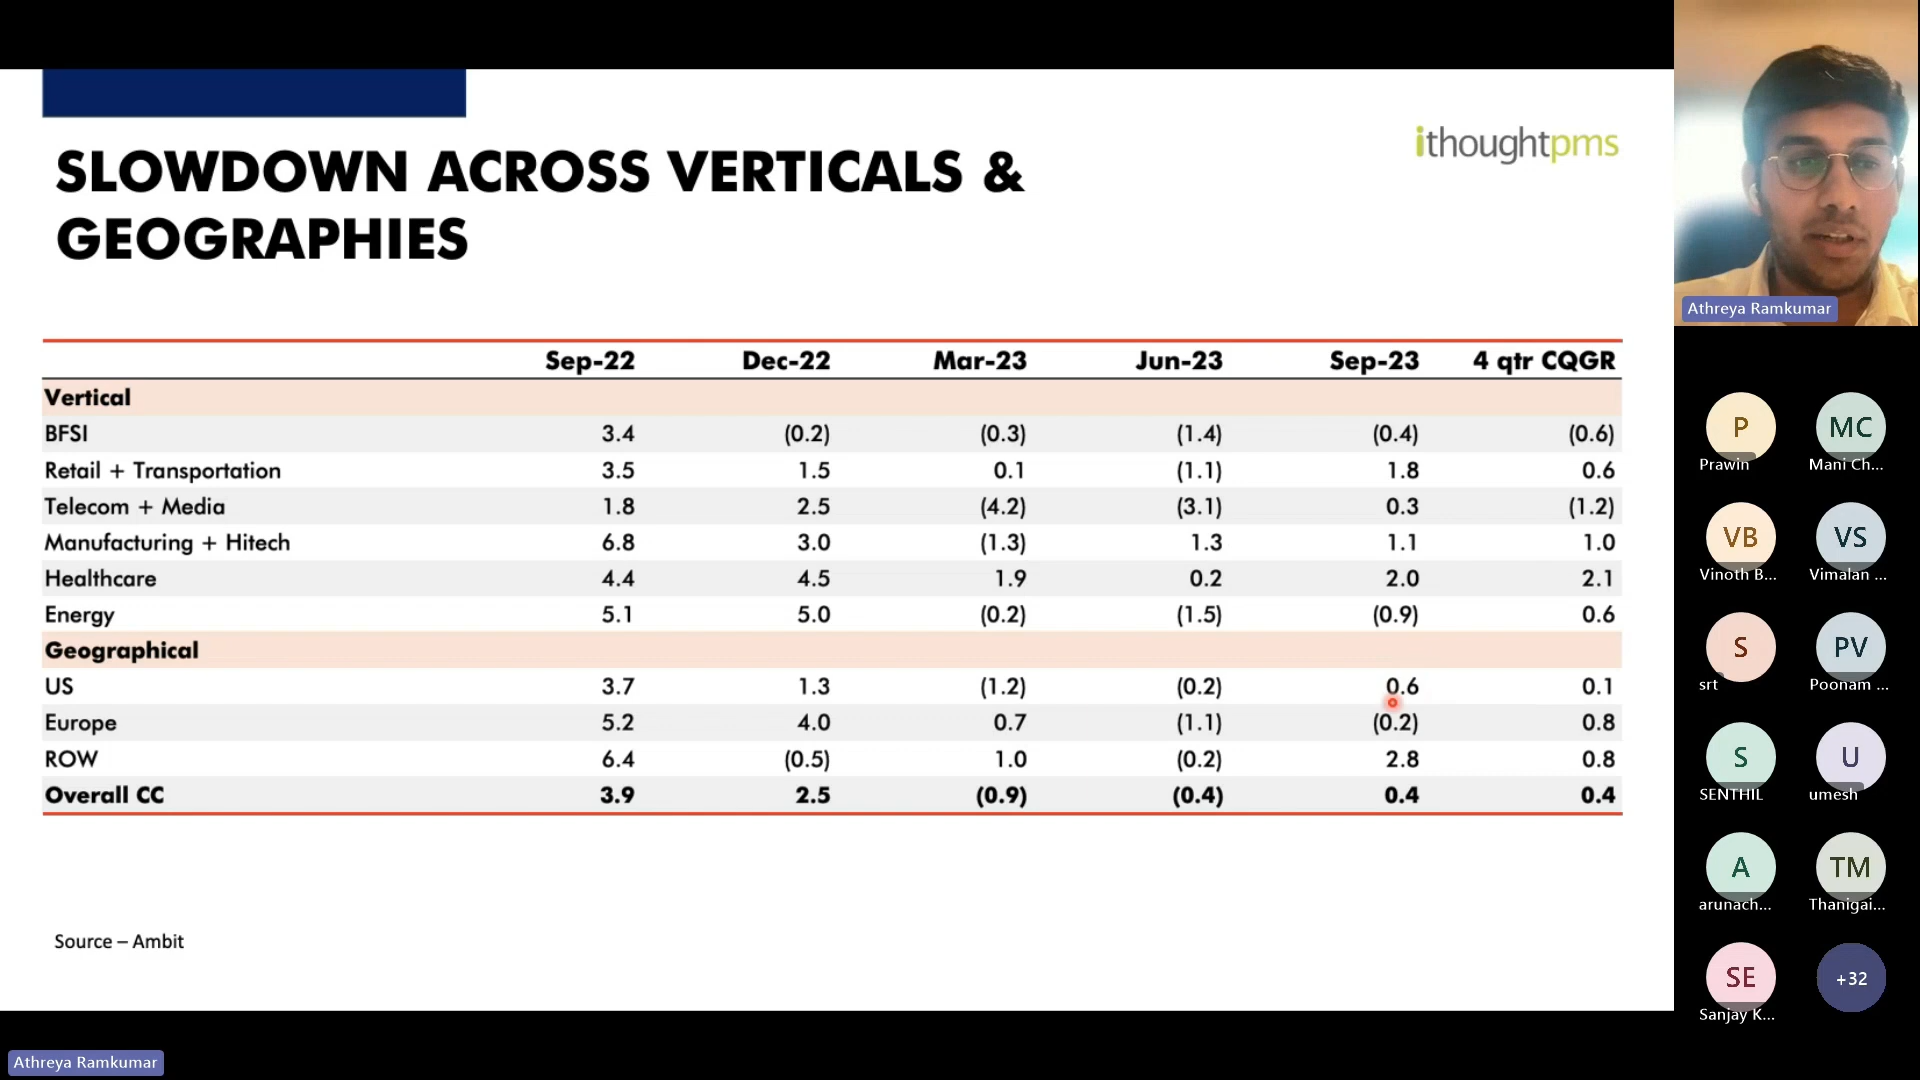 SLOWDOWN ACROSS VERTICALS &
GEOGRAPHIES
ithoughtpms
Sep-22 Dec-22 Mar-23 Jun-23 Sep-23 4 qtr CQGR
Vertical
BFSI 3.4 (0.2) (0.3) (1.4) (0.4) (0.6)
Retail + Transportation 3.5 1.5 0.1 (1.1) 1.8 0.6
Telecom + Media 1.8 2.5 (4.2) (3.1) 0.3 (1.2)
Manufacturing + Hitech 6.8 3.0 (1.3) 1.3 1.1 1.0
Healthcare 4.4 4.5 1.9 0.2 2.0 2.1
Energy 5.1 5.0 (0.2) (1.5) (0.9) 0.6
Geographical
US 3.7 1.3 (1.2) (0.2) 0.6 0.1
Europe 5.2 4.0 0.7 (1.1) (0.2) 0.8
ROW 6.4 (0.5) 1.0 (0.2) 2.8 0.8
Overall CC 3.9 2.5 (0.9) (0.4) 0.4 0.4
Source – Ambit
Athreya Ramkumar
Athreya Ramkumar
P MC
Prawin Mani Ch...
VB VS
Vinoth B... Vimalan ...
S PV
srt Poonam ...
S U
SENTHIL umesh
A TM
arunach... Thanigai...
SE +32
Sanjay K...